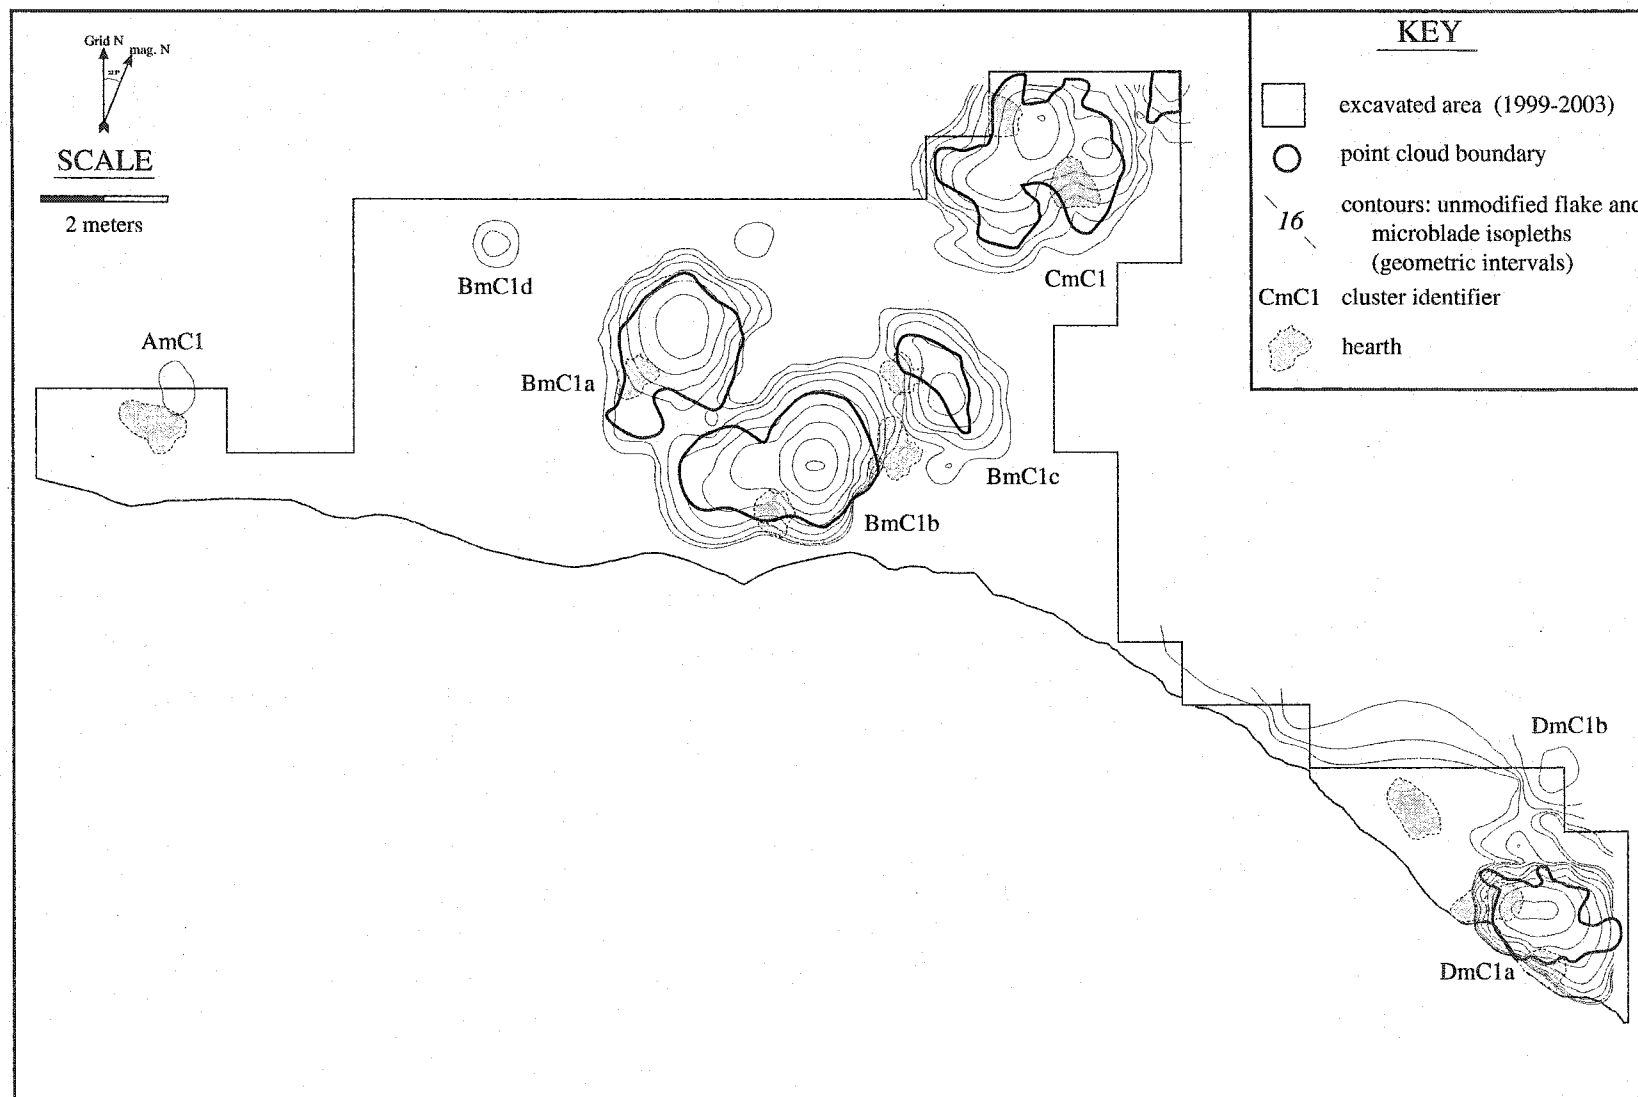 Grid N
mag. N
SCALE
2 meters
KEY
excavated area (1999-2003)
point cloud boundary
16
contours: unmodified flake and
microblade isopleths
(geometric intervals)
CmC1 cluster identifier
hearth
CmC1
BmC1d
AmC1
BmC1a
BmC1c
BmC1b
DmC1b
DmC1a